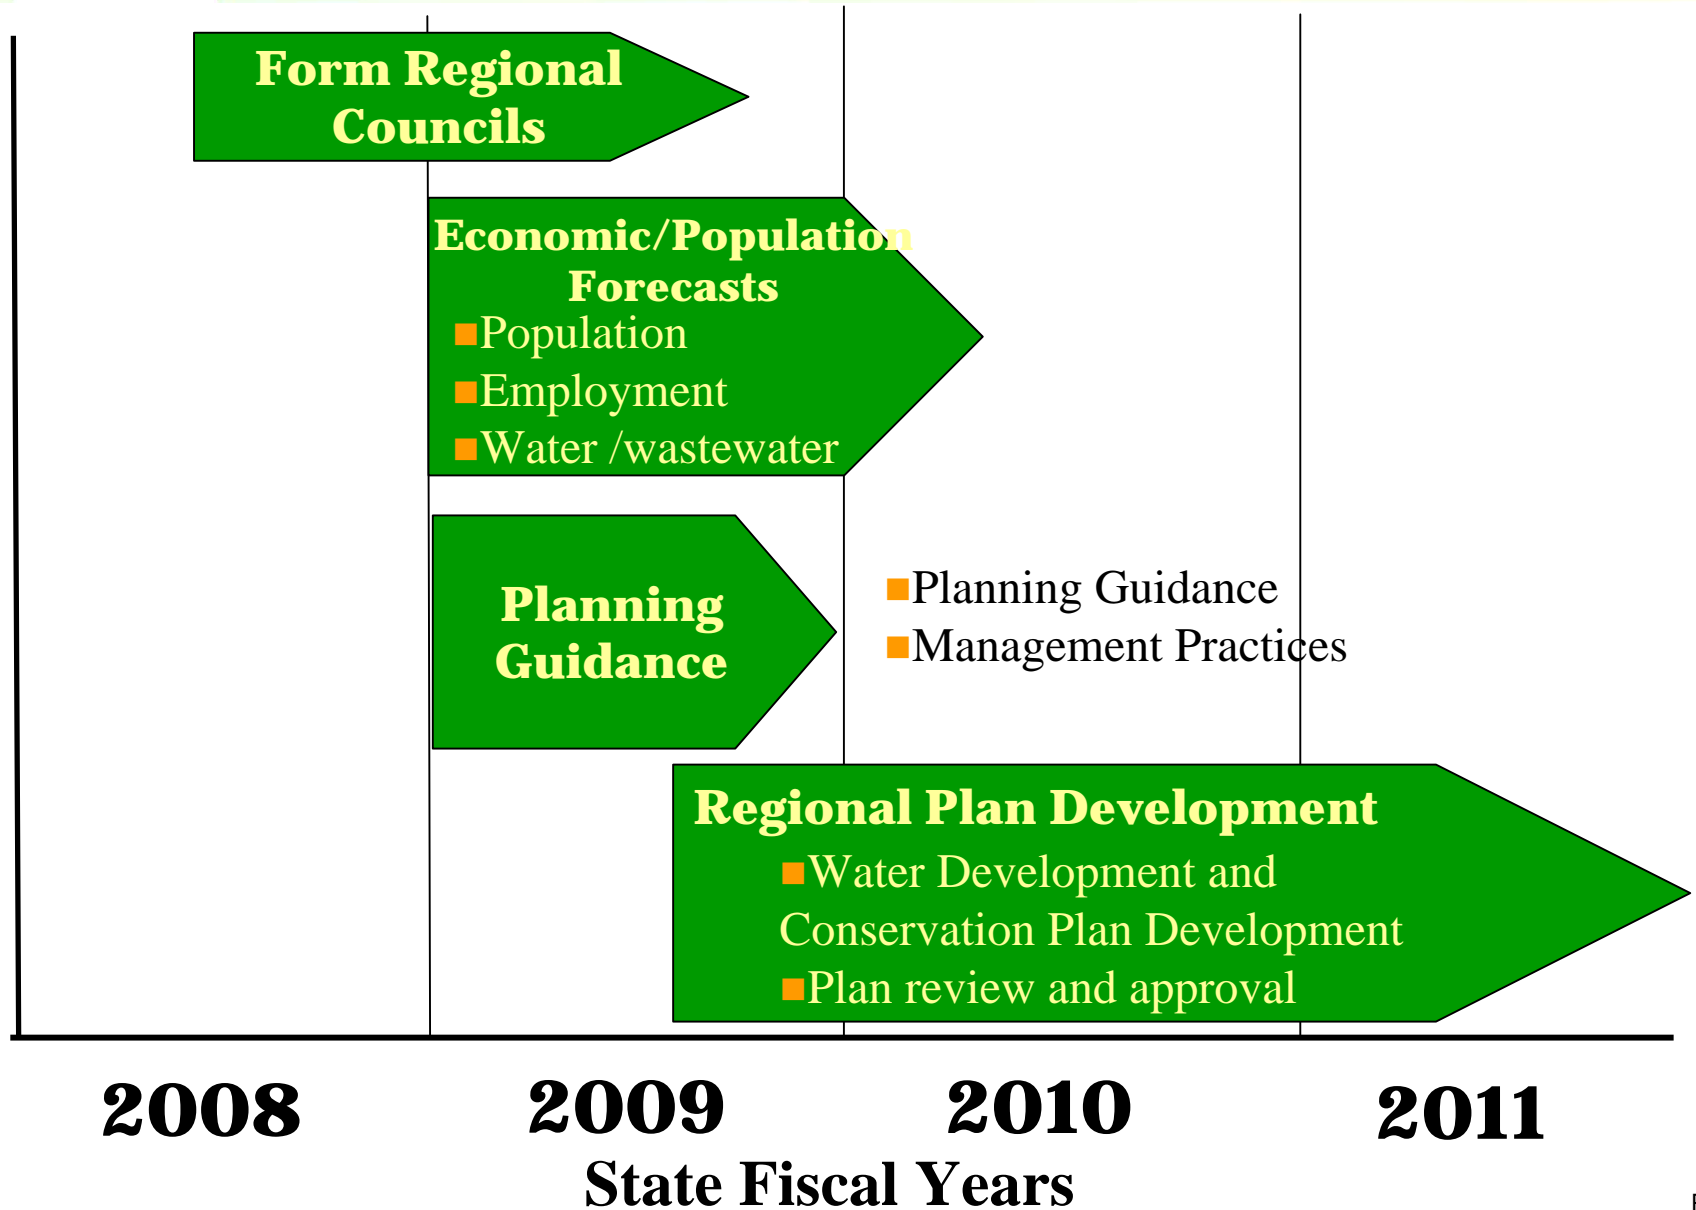 Form Regional
Councils
Economic/Population
Forecasts
Population
Employment
Water /wastewater
Planning
Guidance
Planning Guidance
Management Practices
Regional Plan Development
Water Development and
Conservation Plan Development
Plan review and approval
2008 2009 2010 2011
State Fiscal Years